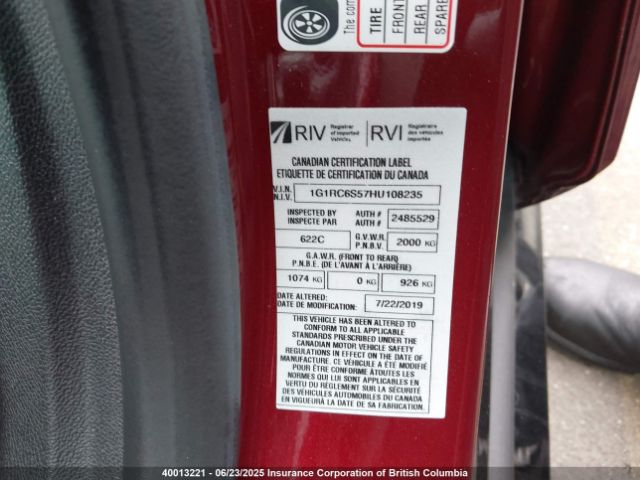 The com
TIRE
FRONT
REAR
SPARE
RIV Registrar of Imported Vehicles
RVI Registraire des véhicules importés
CANADIAN CERTIFICATION LABEL
ETIQUETTE DE CERTIFICATION DU CANADA
V.I.N. N.I.V. 1G1RC6S57HU108235
INSPECTED BY AUTH #
INSPECTE PAR AUTH # 2485529
622C G.V.W.R. P.N.B.V. 2000 KG
G.A.W.R. (FRONT TO REAR)
P.N.B.E. (DE L'AVANT À L'ARRIÈRE)
1074 KG 0 KG 926 KG
DATE ALTERED:
DATE DE MODIFICATION: 7/22/2019
THIS VEHICLE HAS BEEN ALTERED TO
CONFORM TO ALL APPLICABLE
STANDARDS PRESCRIBED UNDER THE
CANADIAN MOTOR VEHICLE SAFETY
REGULATIONS IN EFFECT ON THE DATE OF
MANUFACTURE. CE VÉHICULE A ÉTÉ MODIFIÉ
POUR ÊTRE CONFORME ÀTOUTES LES
NORMES QUI LUI SONT APPLICABLES EN
VERTU DU RÉGLEMENT SUR LA SÉCURITÉ
DES VÉHICULES AUTOMOBILES DU CANADA
EN VIGUEURÀ LA DATE DE SA FABRICATION.
40013221 - 06/23/2025 Insurance Corporation of British Columbia